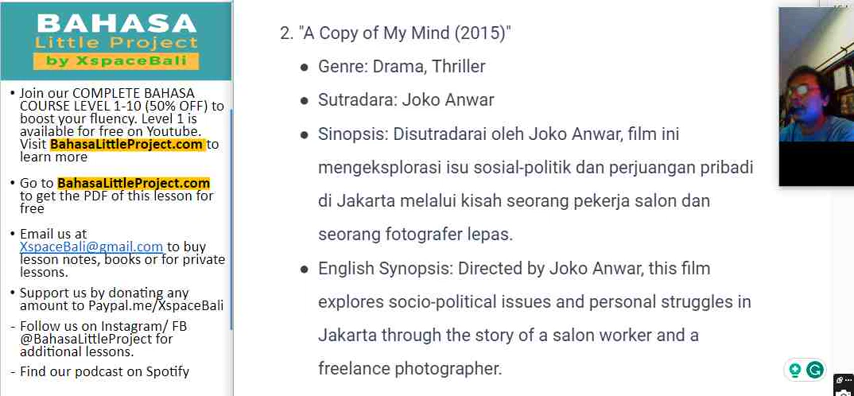 BAHASA
Little Project
by XspaceBali
• Join our COMPLETE BAHASA
COURSE LEVEL 1-10 (50% OFF) to
boost your fluency. Level 1 is
available for free on Youtube.
Visit BahasaLittleProject.com to
learn more
• Go to BahasaLittleProject.com
to get the PDF of this lesson for
free
• Email us at
XspaceBali@gmail.com to buy
lesson notes, books or for private
lessons.
• Support us by donating any
amount to Paypal.me/XspaceBali
- Follow us on Instagram/ FB
@BahasaLittleProject for
additional lessons.
- Find our podcast on Spotify
2. "A Copy of My Mind (2015)"
● Genre: Drama, Thriller
● Sutradara: Joko Anwar
● Sinopsis: Disutradarai oleh Joko Anwar, film ini
mengeksplorasi isu sosial-politik dan perjuangan pribadi
di Jakarta melalui kisah seorang pekerja salon dan
seorang fotografer lepas.
● English Synopsis: Directed by Joko Anwar, this film
explores socio-political issues and personal struggles in
Jakarta through the story of a salon worker and a
freelance photographer.